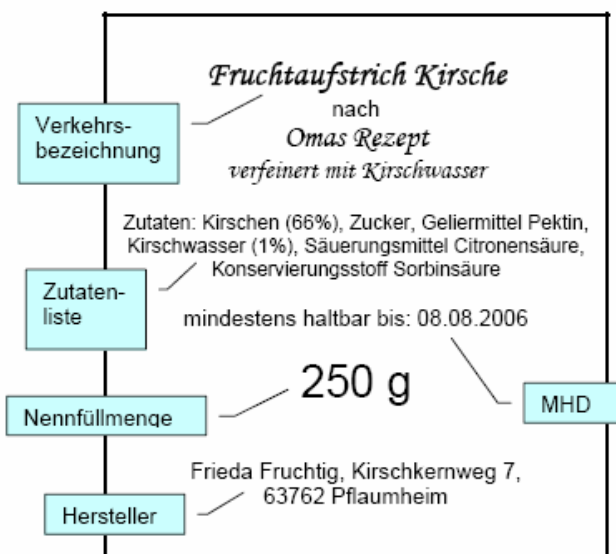 Fruchtaufstrich Kirsche
nach
Omas Rezept
verfeinert mit Kirschwasser
Verkehrs-
bezeichnung
Zutaten: Kirschen (66%), Zucker, Geliermittel Pektin,
Kirschwasser (1%), Säuerungsmittel Citronensäure,
Konservierungsstoff Sorbinsäure
Zutaten-
liste
mindestens haltbar bis: 08.08.2006
250 g
MHD
Nennfüllmenge
Frieda Fruchtig, Kirschkernweg 7,
63762 Pflaumheim
Hersteller